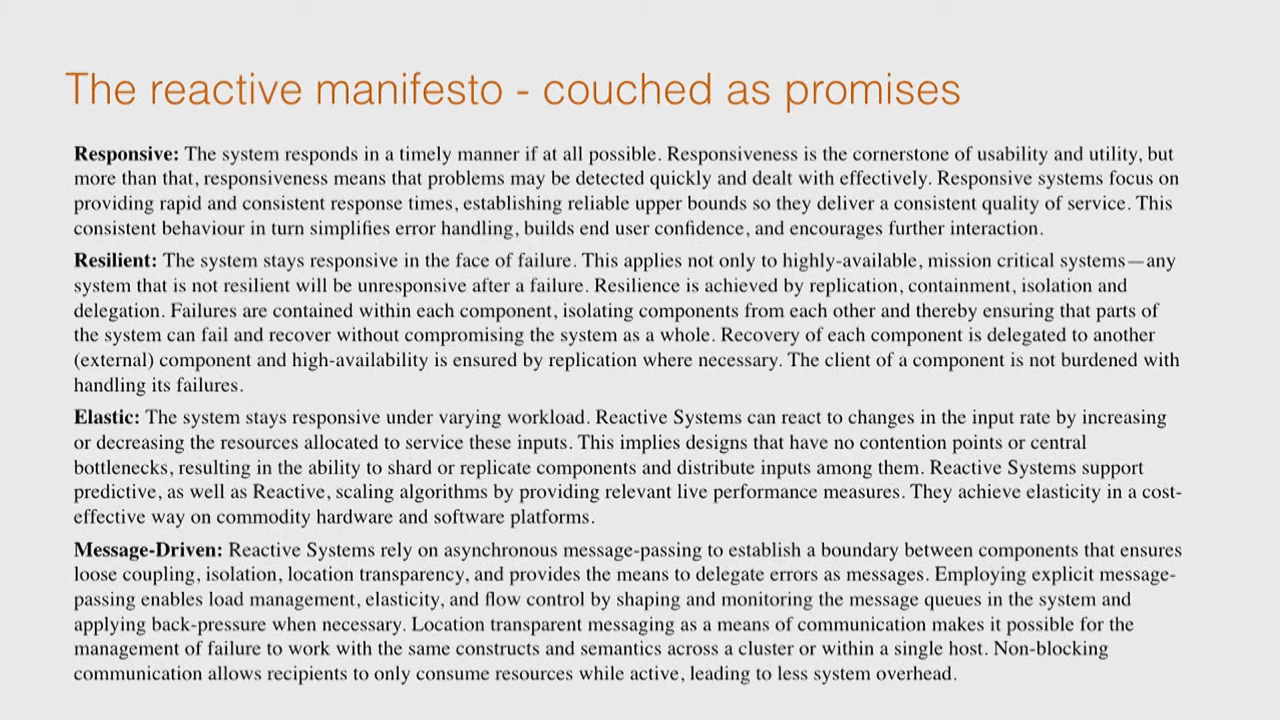 The reactive manifesto - couched as promises
Responsive: The system responds in a timely manner if at all possible. Responsiveness is the cornerstone of usability and utility, but
more than that, responsiveness means that problems may be detected quickly and dealt with effectively. Responsive systems focus on
providing rapid and consistent response times, establishing reliable upper bounds so they deliver a consistent quality of service. This
consistent behaviour in turn simplifies error handling, builds end user confidence, and encourages further interaction.
Resilient: The system stays responsive in the face of failure. This applies not only to highly-available, mission critical systems—any
system that is not resilient will be unresponsive after a failure. Resilience is achieved by replication, containment, isolation and
delegation. Failures are contained within each component, isolating components from each other and thereby ensuring that parts of
the system can fail and recover without compromising the system as a whole. Recovery of each component is delegated to another
(external) component and high-availability is ensured by replication where necessary. The client of a component is not burdened with
handling its failures.
Elastic: The system stays responsive under varying workload. Reactive Systems can react to changes in the input rate by increasing
or decreasing the resources allocated to service these inputs. This implies designs that have no contention points or central
bottlenecks, resulting in the ability to shard or replicate components and distribute inputs among them. Reactive Systems support
predictive, as well as Reactive, scaling algorithms by providing relevant live performance measures. They achieve elasticity in a cost-
effective way on commodity hardware and software platforms.
Message-Driven: Reactive Systems rely on asynchronous message-passing to establish a boundary between components that ensures
loose coupling, isolation, location transparency, and provides the means to delegate errors as messages. Employing explicit message-
passing enables load management, elasticity, and flow control by shaping and monitoring the message queues in the system and
applying back-pressure when necessary. Location transparent messaging as a means of communication makes it possible for the
management of failure to work with the same constructs and semantics across a cluster or within a single host. Non-blocking
communication allows recipients to only consume resources while active, leading to less system overhead.